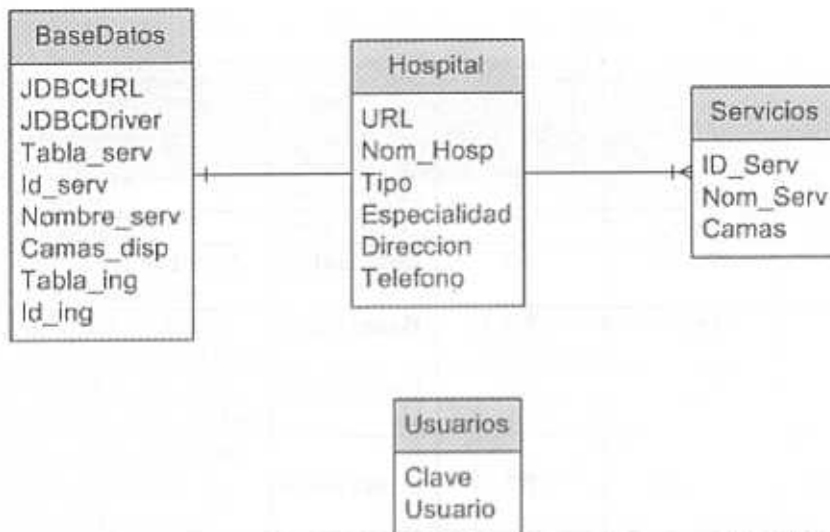 BaseDatos
JDBCURL
JDBCDriver
Tabla_serv
Id_serv
Nombre_serv
Camas_disp
Tabla_ing
Id_ing
Hospital
URL
Nom_Hosp
Tipo
Especialidad
Direccion
Telefono
Servicios
ID_Serv
Nom_Serv
Camas
Usuarios
Clave
Usuario